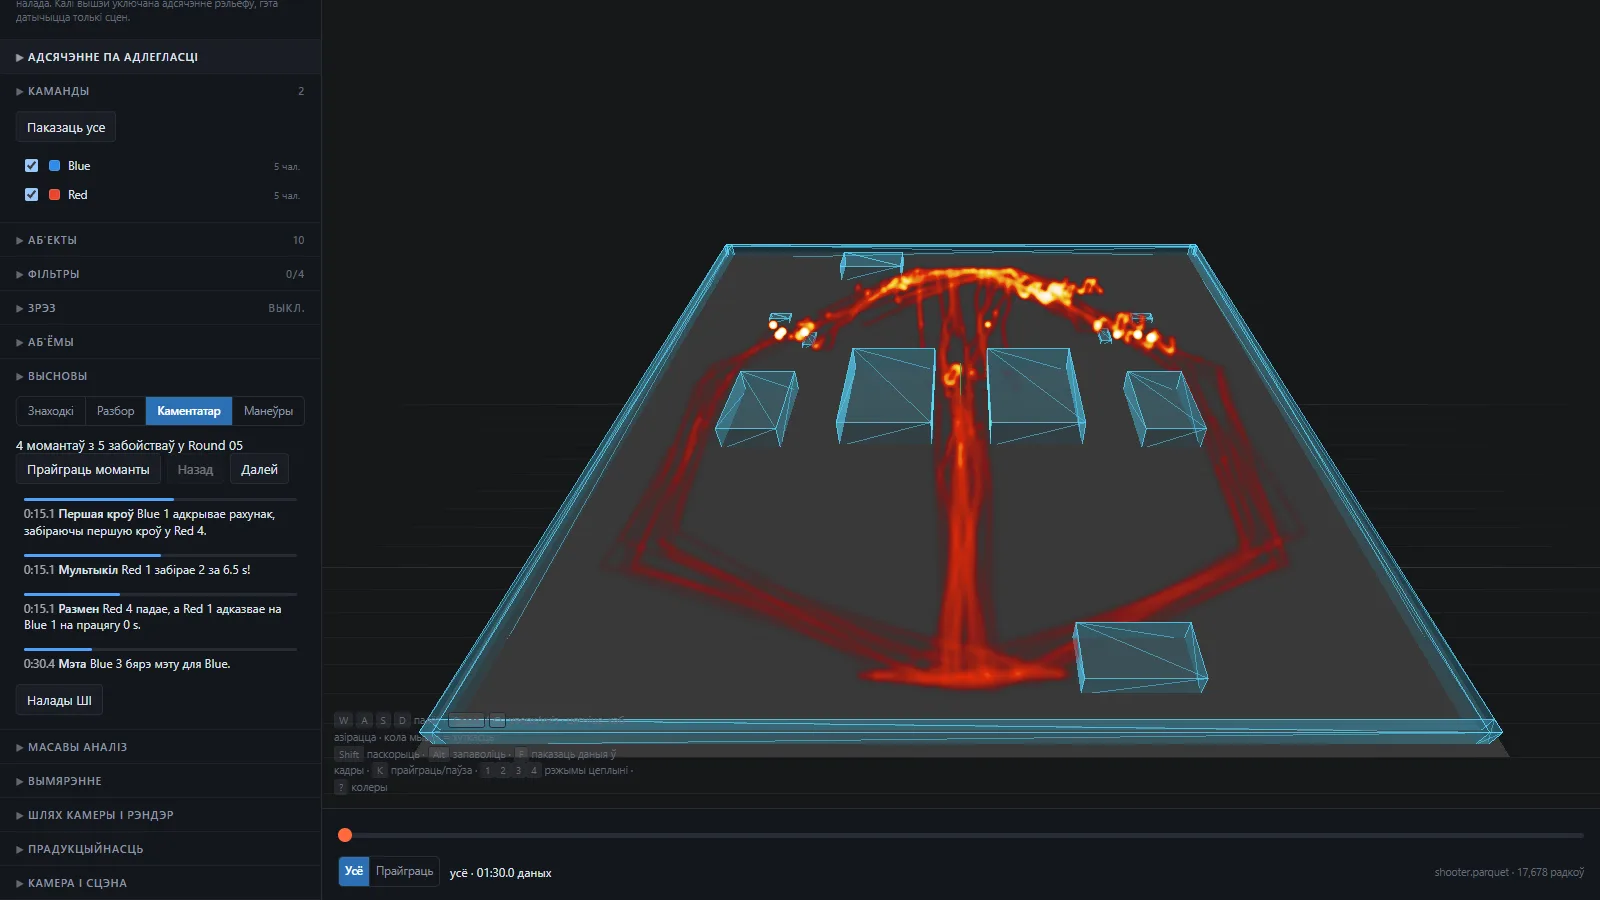 налада. Калі вышэй уключана адсячэнне рэльефу, гэта
датычыцца толькі сцен.
АДСЯЧЭННЕ ПА АДЛЕГЛАСЦІ
КАМАНДЫ 2
Паказаць усе
Blue 5 чал.
Red 5 чал.
АБ'ЕКТЫ 10
ФІЛЬТРЫ 0/4
ЗРЭЗ ВЫКЛ.
АБ'ЁМЫ
ВЫСНОВЫ
Знаходкі Разбор Каментатар Манеўры
4 момантаў з 5 забойстваў у Round 05
Прайграць моманты Назад Далей
0:15.1 Першая кроў Blue 1 адкрывае рахунак,
забіраючы першую кроў у Red 4.
0:15.1 Мультыкіл Red 1 забірае 2 за 6.5 s!
0:15.1 Размен Red 4 падае, а Red 1 адказвае на
Blue 1 на працягу 0 s.
0:30.4 Мэта Blue 3 бярэ мэту для Blue.
Налады ШІ
МАСАВЫ АНАЛІЗ
ВЫМЯРЭННЕ
ШЛЯХ КАМЕРЫ І РЭНДЭР
ПРАДУКЦЫЙНАСЦЬ
КАМЕРА І СЦЭНА
W A S D
азірацца · кола
Shift паскорыць · Alt запаволіць · F паказаць даныя ў
кадры · K прайграць/паўза · 1 2 3 4 рэжымы цеплыні ·
? колеры
Усё Прайграць усё · 01:30.0 даных
shooter.parquet · 17,678 радкоў